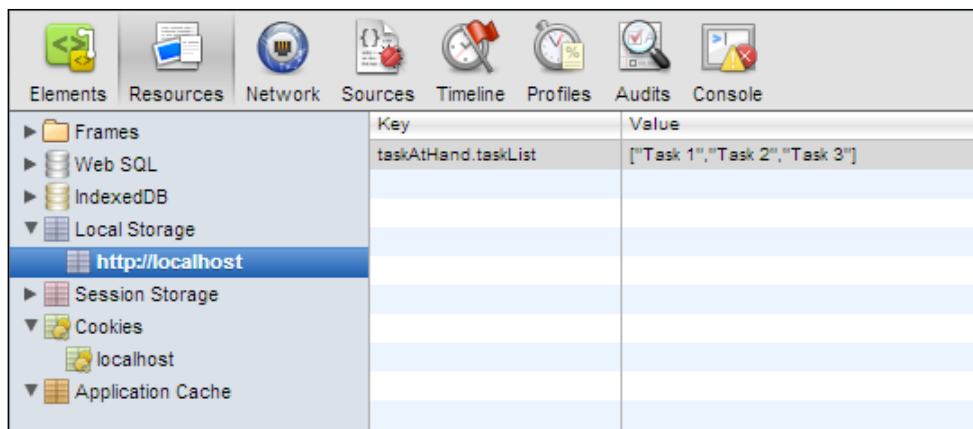 Elements Resources Network Sources Timeline Profiles Audits Console
Frames
Web SQL
IndexedDB
Local Storage
http://localhost
Session Storage
Cookies
localhost
Application Cache
Key Value
taskAtHand.taskList ["Task 1","Task 2","Task 3"]